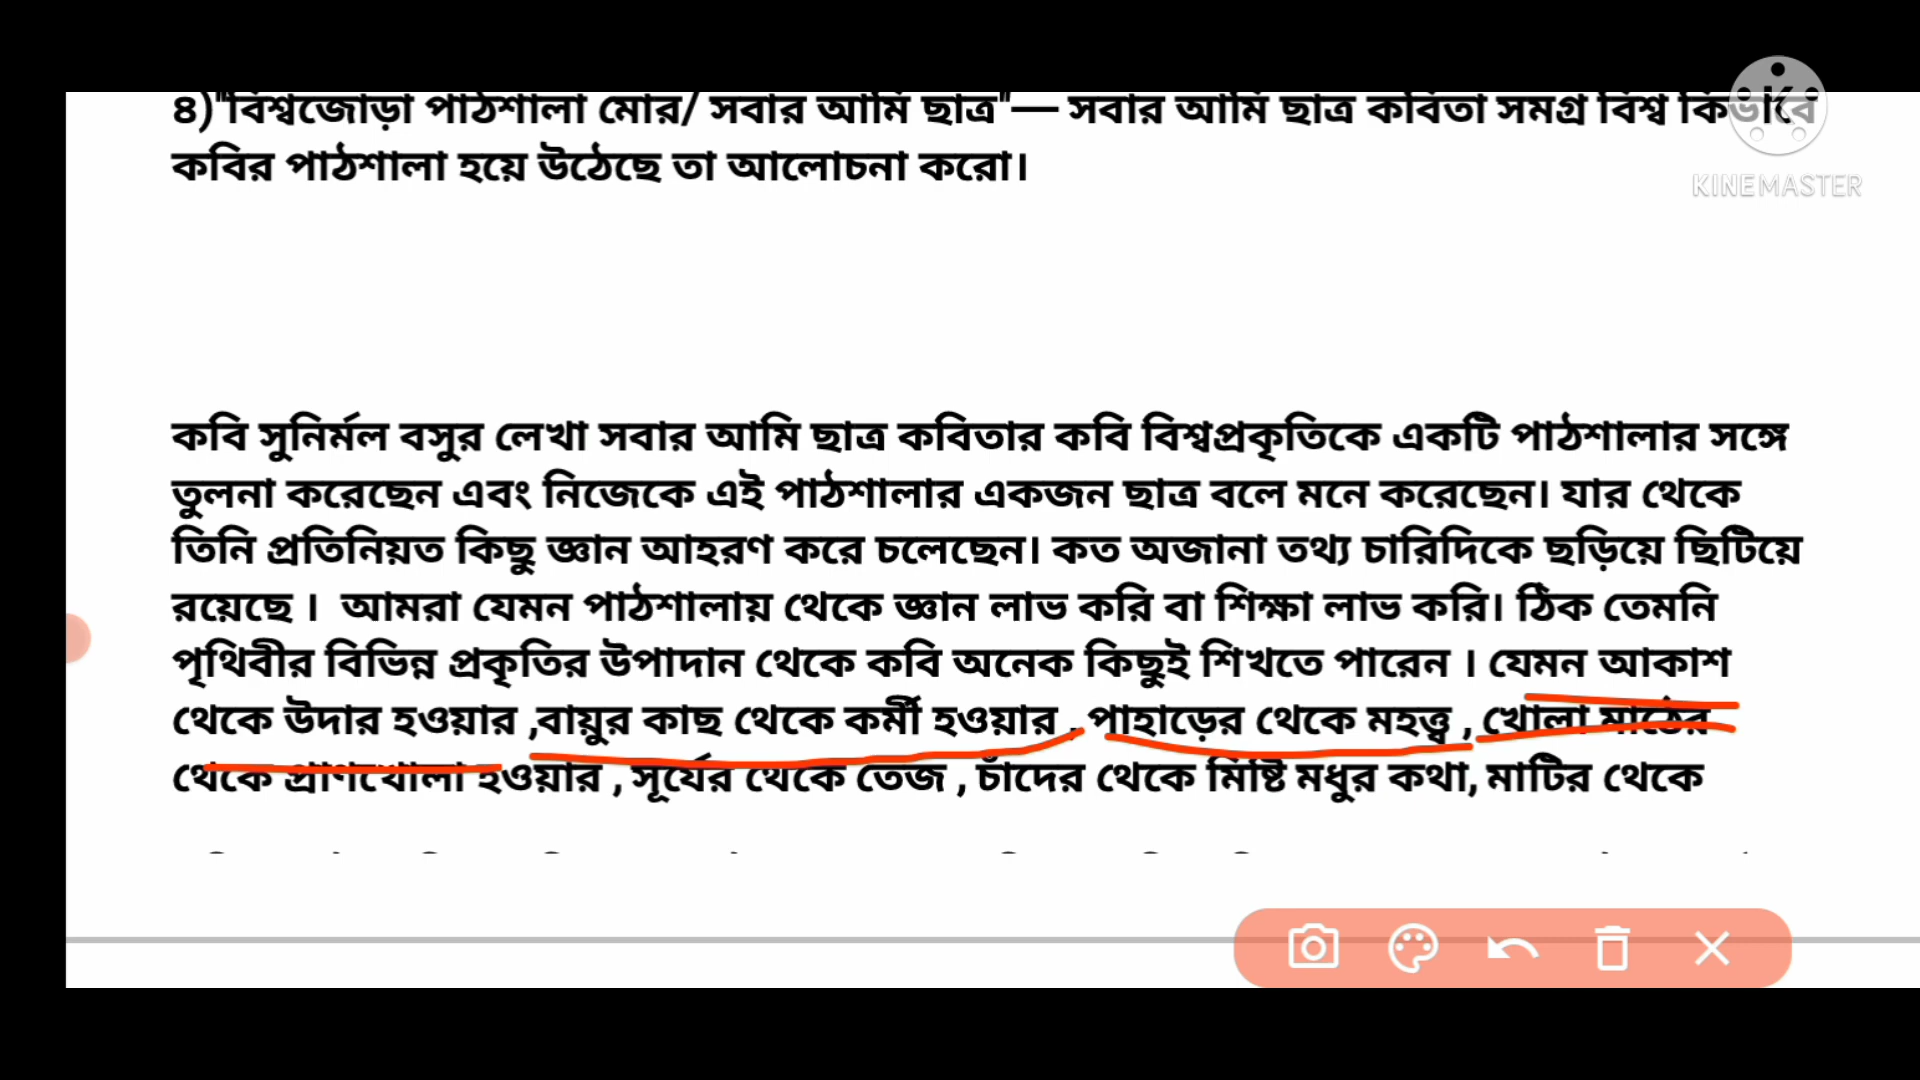 ৪)"বিশ্বজোড়া পাঠশালা মোর/ সবার আমি ছাত্র"— সবার আমি ছাত্র কবিতা সমগ্র বিশ্ব কিভাবে
কবির পাঠশালা হয়ে উঠেছে তা আলোচনা করো।
KINEMASTER
কবি সুনির্মল বসুর লেখা সবার আমি ছাত্র কবিতার কবি বিশ্বপ্রকৃতিকে একটি পাঠশালার সঙ্গে
তুলনা করেছেন এবং নিজেকে এই পাঠশালার একজন ছাত্র বলে মনে করেছেন। যার থেকে
তিনি প্রতিনিয়ত কিছু জ্ঞান আহরণ করে চলেছেন। কত অজানা তথ্য চারিদিকে ছড়িয়ে ছিটিয়ে
রয়েছে। আমরা যেমন পাঠশালায় থেকে জ্ঞান লাভ করি বা শিক্ষা লাভ করি। ঠিক তেমনি
পৃথিবীর বিভিন্ন প্রকৃতির উপাদান থেকে কবি অনেক কিছুই শিখতে পারেন । যেমন আকাশ
থেকে উদার হওয়ার ,বায়ুর কাছ থেকে কর্মী হওয়ার , পাহাড়ের থেকে মহত্ত্ব , খোলা মাঠের
থেকে প্রাণখোলা হওয়ার , সূর্যের থেকে তেজ , চাঁদের থেকে মিষ্টি মধুর কথা, মাটির থেকে